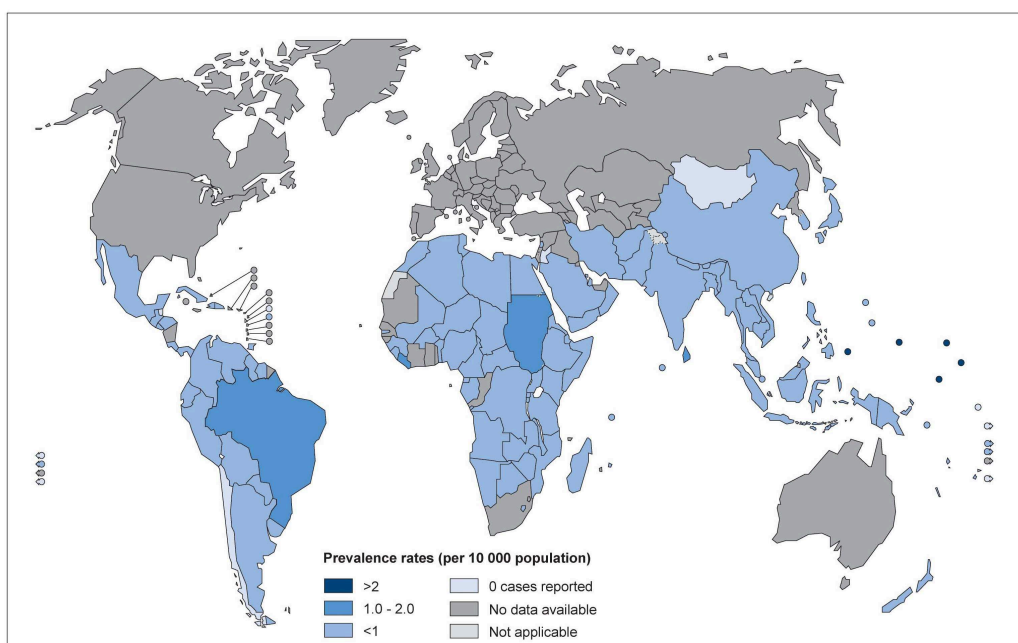 Prevalence rates (per 10 000 population)
>2
1.0 - 2.0
<1
0 cases reported
No data available
Not applicable